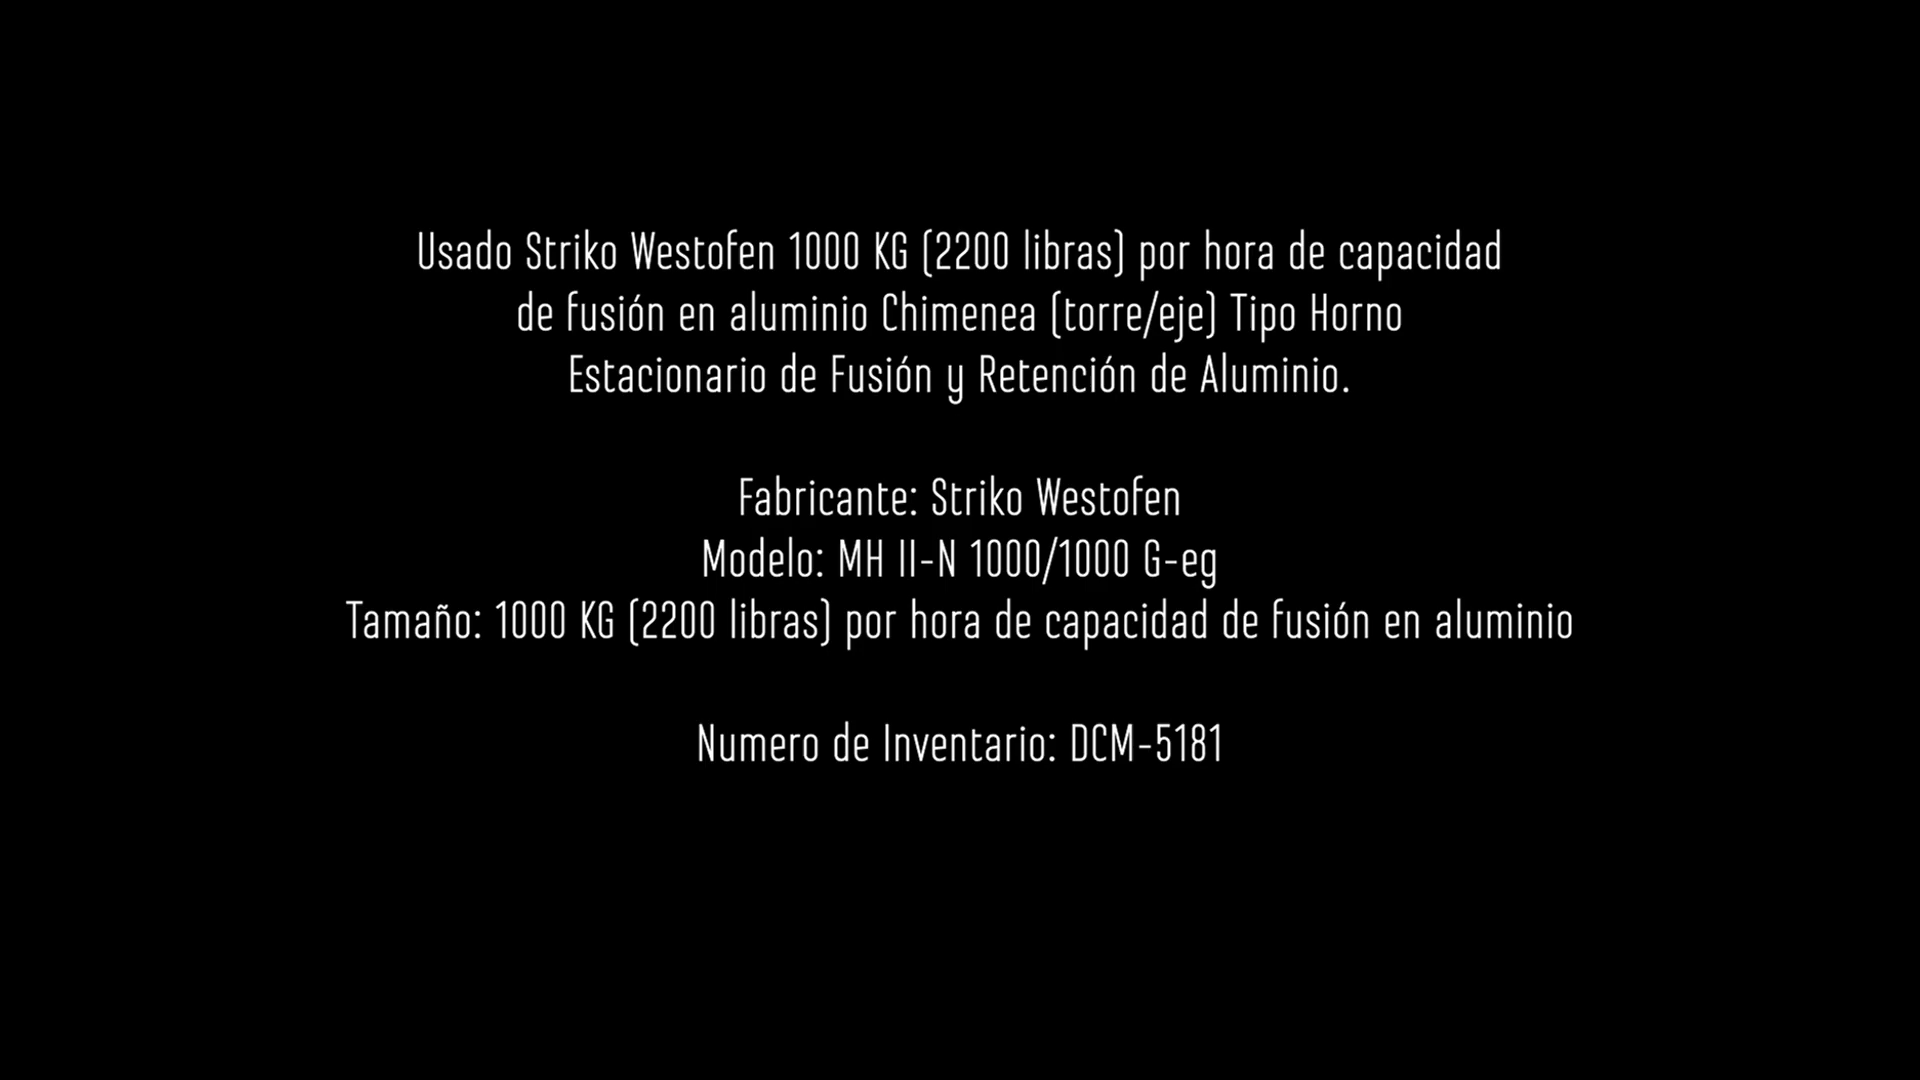 Usado Striko Westofen 1000 KG (2200 libras) por hora de capacidad
de fusión en aluminio Chimenea (torre/eje) Tipo Horno
Estacionario de Fusión y Retención de Aluminio.
Fabricante: Striko Westofen
Modelo: MH II-N 1000/1000 G-eg
Tamaño: 1000 KG (2200 libras) por hora de capacidad de fusión en aluminio
Numero de Inventario: DCM-5181